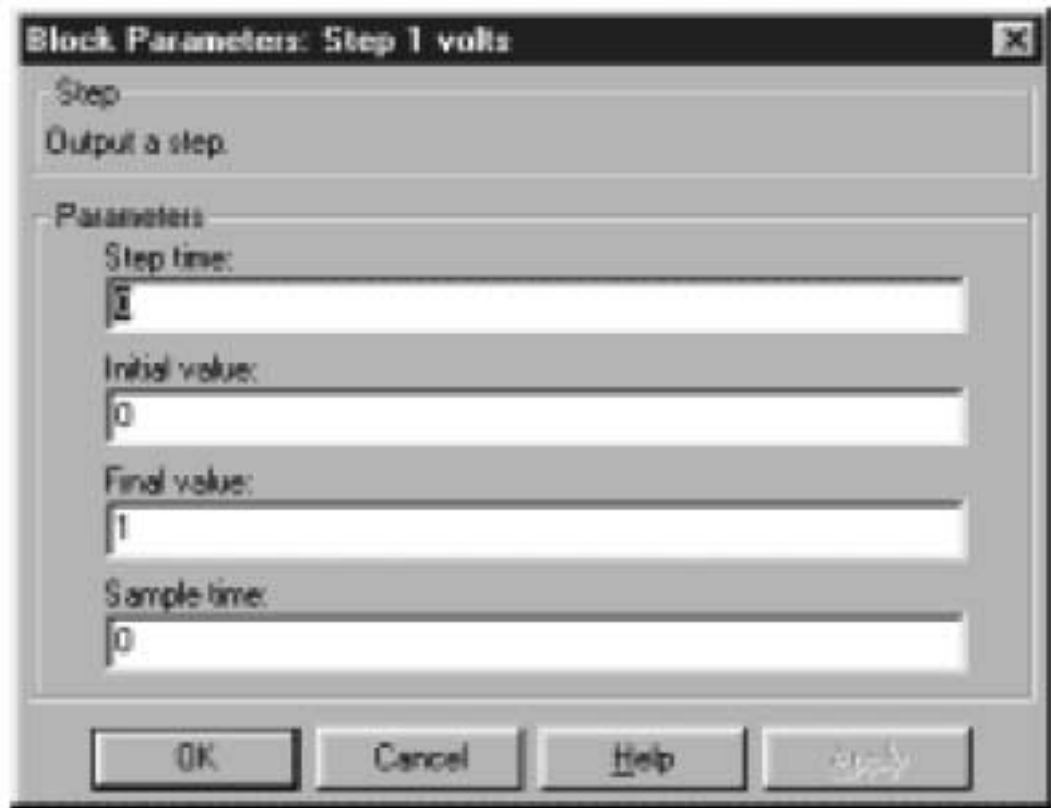 Block Parameters: Step 1 volts
Step
Output a step.
Parameters
Step time:
Initial value:
0
Final value:
1
Sample time:
0
OK
Cancel
Help
Apply